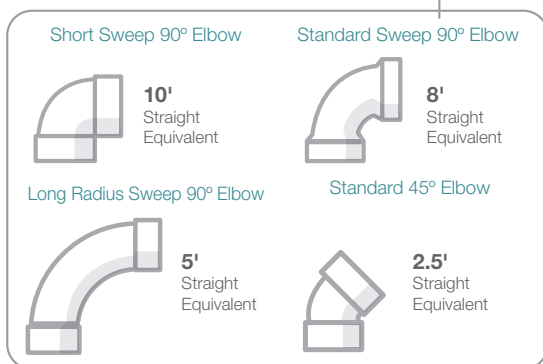 Short Sweep 90º Elbow
10'
Straight
Equivalent
Standard Sweep 90º Elbow
8'
Straight
Equivalent
Long Radius Sweep 90º Elbow
5'
Straight
Equivalent
Standard 45º Elbow
2.5'
Straight
Equivalent